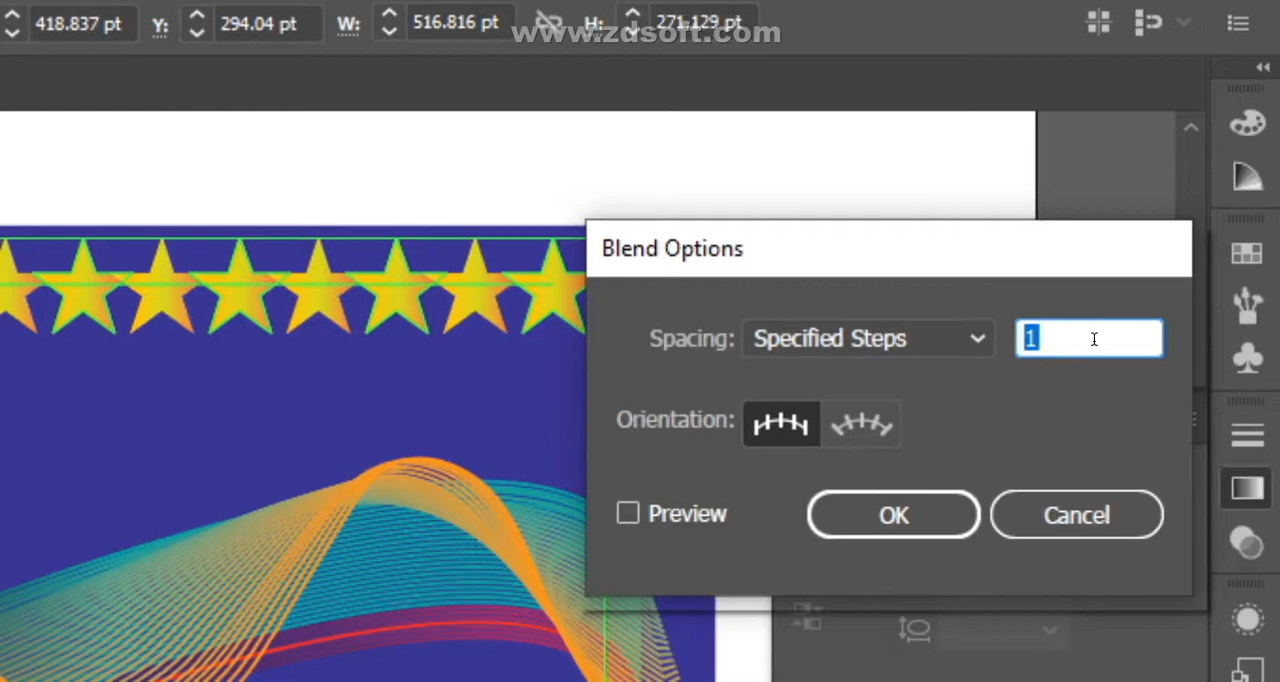 418.837 pt Y: 294.04 pt W: 516.816 pt H: 271.129 pt
www.zdsoft.com
Blend Options
Spacing: Specified Steps 1
Orientation:
Preview OK Cancel